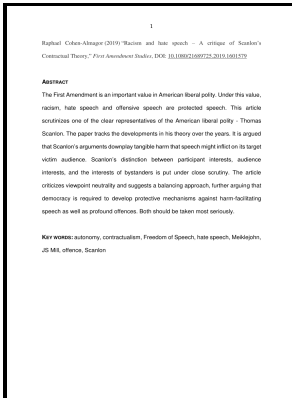 1
Raphael Cohen-Almagor (2019) "Racism and hate speech – A critique of Scanlon's
Contractual Theory," First Amendment Studies, DOI: 10.1080/21689725.2019.1601579
ABSTRACT
The First Amendment is an important value in American liberal polity. Under this value,
racism, hate speech and offensive speech are protected speech. This article
scrutinizes one of the clear representatives of the American liberal polity - Thomas
Scanlon. The paper tracks the developments in his theory over the years. It is argued
that Scanlon's arguments downplay tangible harm that speech might inflict on its target
victim audience. Scanlon's distinction between participant interests, audience
interests, and the interests of bystanders is put under close scrutiny. The article
criticizes viewpoint neutrality and suggests a balancing approach, further arguing that
democracy is required to develop protective mechanisms against harm-facilitating
speech as well as profound offences. Both should be taken most seriously.
KEY WORDS: autonomy, contractualism, Freedom of Speech, hate speech, Meiklejohn,
JS Mill, offence, Scanlon